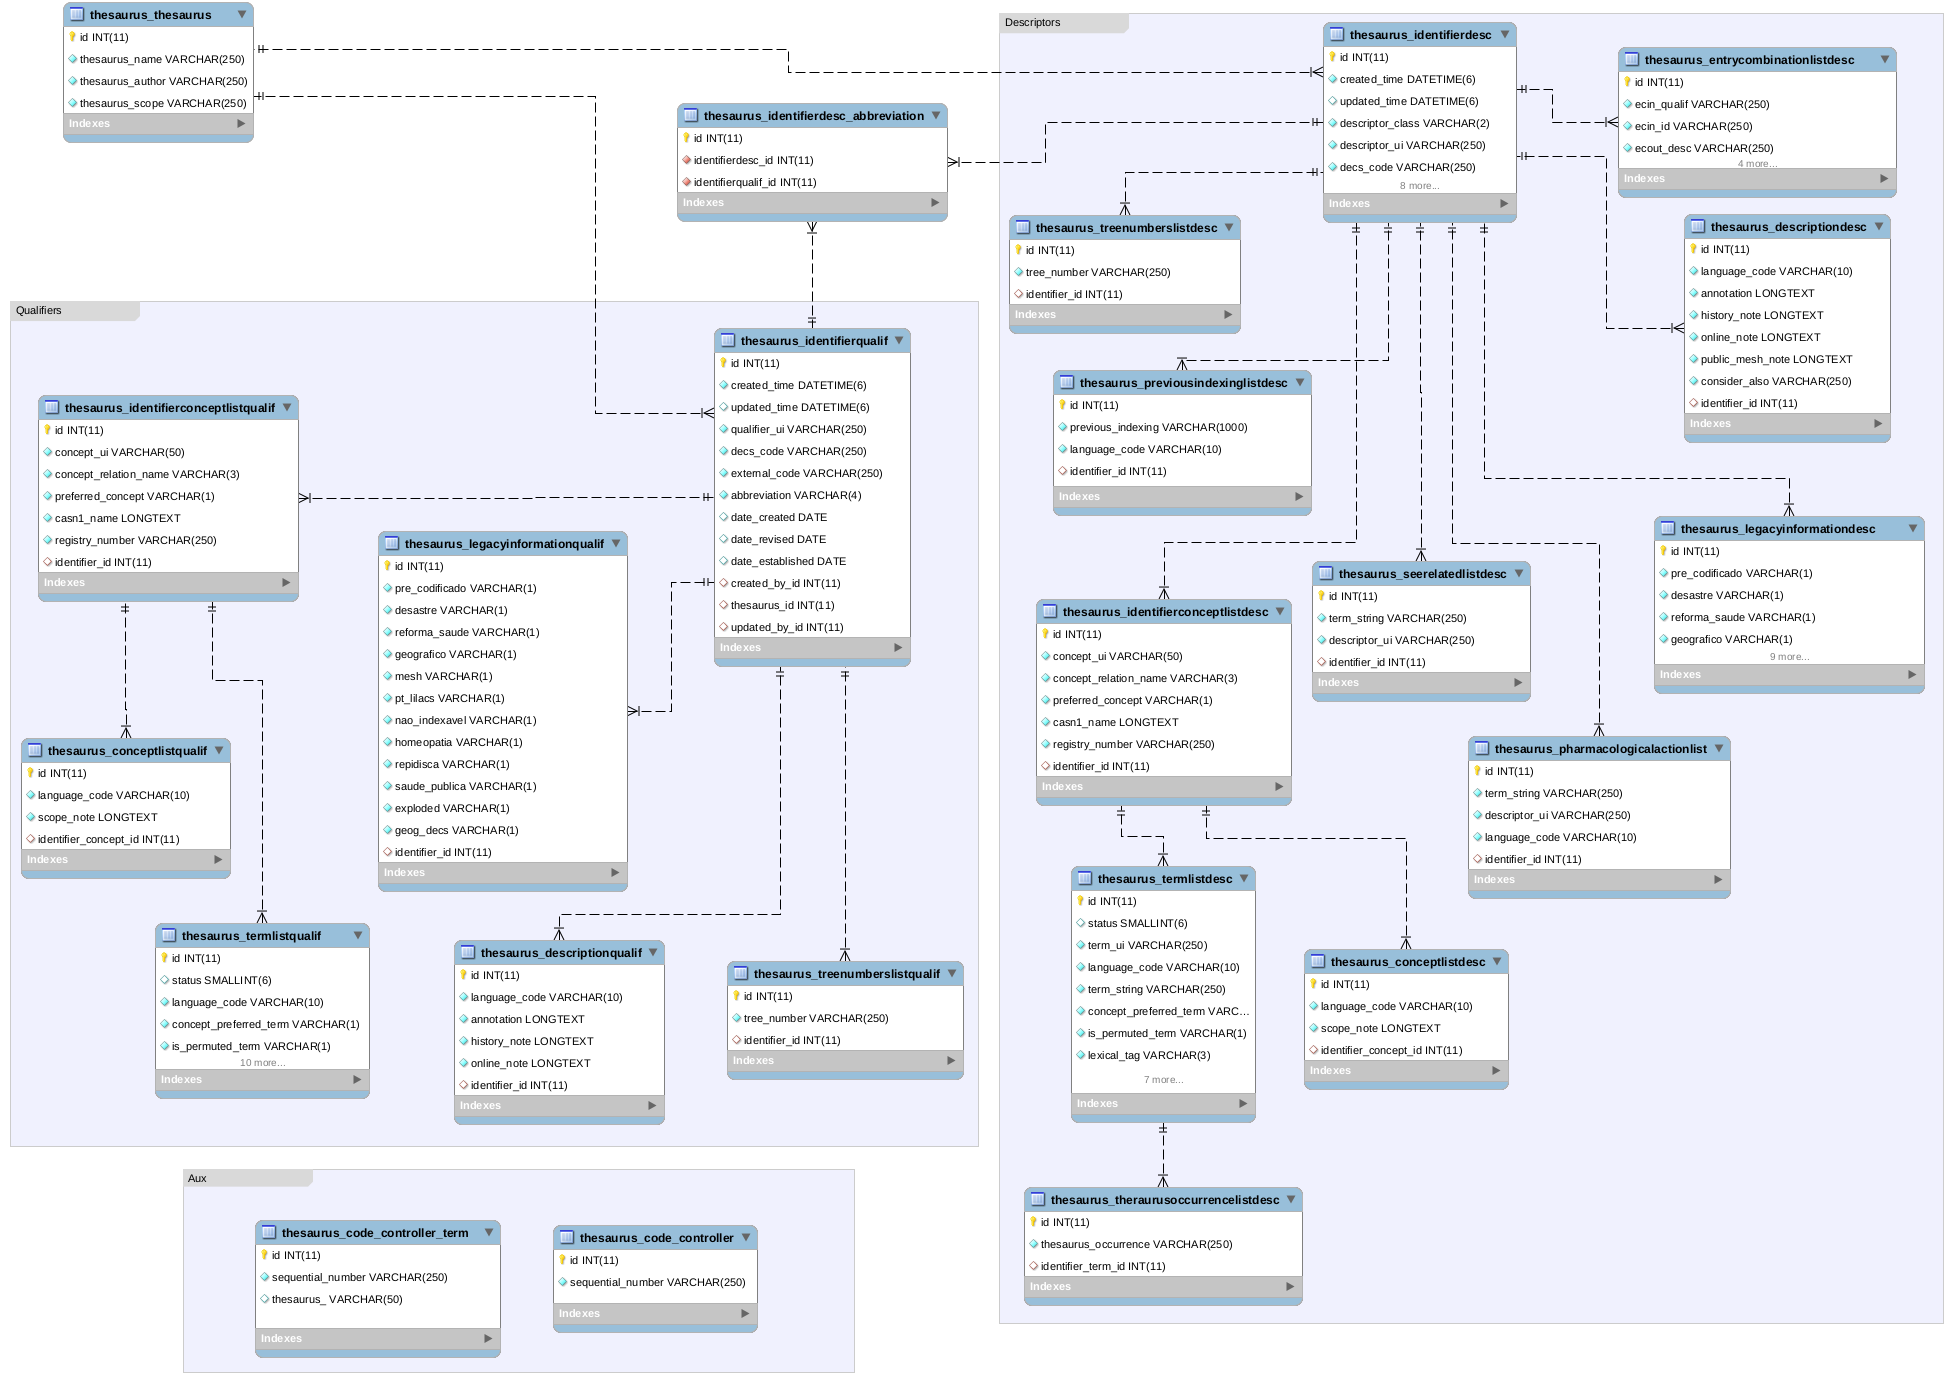 thesaurus_thesaurus
id INT(11)
thesaurus_name VARCHAR(250)
thesaurus_author VARCHAR(250)
thesaurus_scope VARCHAR(250)
Indexes
thesaurus_identifierdesc_abbreviation
id INT(11)
identifierdesc_id INT(11)
identifierqualif_id INT(11)
Indexes
Qualifiers
thesaurus_identifierqualif
id INT(11)
created_time DATETIME(6)
updated_time DATETIME(6)
qualifier_ui VARCHAR(250)
decs_code VARCHAR(250)
external_code VARCHAR(250)
abbreviation VARCHAR(4)
date_created DATE
date_revised DATE
date_established DATE
created_by_id INT(11)
thesaurus_id INT(11)
updated_by_id INT(11)
Indexes
thesaurus_identifierconceptlistqualif
id INT(11)
concept_ui VARCHAR(50)
concept_relation_name VARCHAR(3)
preferred_concept VARCHAR(1)
casn1_name LONGTEXT
registry_number VARCHAR(250)
identifier_id INT(11)
Indexes
thesaurus_legacyinformationqualif
id INT(11)
pre_codificado VARCHAR(1)
desastre VARCHAR(1)
reforma_saude VARCHAR(1)
geografico VARCHAR(1)
mesh VARCHAR(1)
pt_lilacs VARCHAR(1)
nao_indexavel VARCHAR(1)
homeopatia VARCHAR(1)
repidisca VARCHAR(1)
saude_publica VARCHAR(1)
exploded VARCHAR(1)
geog_decs VARCHAR(1)
identifier_id INT(11)
Indexes
thesaurus_conceptlistqualif
id INT(11)
language_code VARCHAR(10)
scope_note LONGTEXT
identifier_concept_id INT(11)
Indexes
thesaurus_termlistqualif
id INT(11)
status SMALLINT(6)
language_code VARCHAR(10)
concept_preferred_term VARCHAR(1)
is_permuted_term VARCHAR(1)
10 more...
Indexes
thesaurus_descriptionqualif
id INT(11)
language_code VARCHAR(10)
annotation LONGTEXT
history_note LONGTEXT
online_note LONGTEXT
identifier_id INT(11)
Indexes
thesaurus_treenumberslistqualif
id INT(11)
tree_number VARCHAR(250)
identifier_id INT(11)
Indexes
Aux
thesaurus_code_controller_term
id INT(11)
sequential_number VARCHAR(250)
thesaurus_ VARCHAR(50)
Indexes
thesaurus_code_controller
id INT(11)
sequential_number VARCHAR(250)
Indexes
Descriptors
thesaurus_identifierdesc
id INT(11)
created_time DATETIME(6)
updated_time DATETIME(6)
descriptor_class VARCHAR(2)
descriptor_ui VARCHAR(250)
decs_code VARCHAR(250)
8 more...
Indexes
thesaurus_entrycombinationlistdesc
id INT(11)
ecin_qualif VARCHAR(250)
ecin_id VARCHAR(250)
ecout_desc VARCHAR(250)
4 more...
Indexes
thesaurus_treenumberslistdesc
id INT(11)
tree_number VARCHAR(250)
identifier_id INT(11)
Indexes
thesaurus_descriptiondesc
id INT(11)
language_code VARCHAR(10)
annotation LONGTEXT
history_note LONGTEXT
online_note LONGTEXT
public_mesh_note LONGTEXT
consider_also VARCHAR(250)
identifier_id INT(11)
Indexes
thesaurus_previousindexinglistdesc
id INT(11)
previous_indexing VARCHAR(1000)
language_code VARCHAR(10)
identifier_id INT(11)
Indexes
thesaurus_legacyinformationdesc
id INT(11)
pre_codificado VARCHAR(1)
desastre VARCHAR(1)
reforma_saude VARCHAR(1)
geografico VARCHAR(1)
9 more...
Indexes
thesaurus_seerelatedlistdesc
id INT(11)
term_string VARCHAR(250)
descriptor_ui VARCHAR(250)
identifier_id INT(11)
Indexes
thesaurus_identifierconceptlistdesc
id INT(11)
concept_ui VARCHAR(50)
concept_relation_name VARCHAR(3)
preferred_concept VARCHAR(1)
casn1_name LONGTEXT
registry_number VARCHAR(250)
identifier_id INT(11)
Indexes
thesaurus_pharmacologicalactionlist
id INT(11)
term_string VARCHAR(250)
descriptor_ui VARCHAR(250)
language_code VARCHAR(10)
identifier_id INT(11)
Indexes
thesaurus_termlistdesc
id INT(11)
status SMALLINT(6)
term_ui VARCHAR(250)
language_code VARCHAR(10)
term_string VARCHAR(250)
concept_preferred_term VARC...
is_permuted_term VARCHAR(1)
lexical_tag VARCHAR(3)
7 more...
Indexes
thesaurus_conceptlistdesc
id INT(11)
language_code VARCHAR(10)
scope_note LONGTEXT
identifier_concept_id INT(11)
Indexes
thesaurus_theraurusoccurrencelistdesc
id INT(11)
thesaurus_occurrence VARCHAR(250)
identifier_term_id INT(11)
Indexes